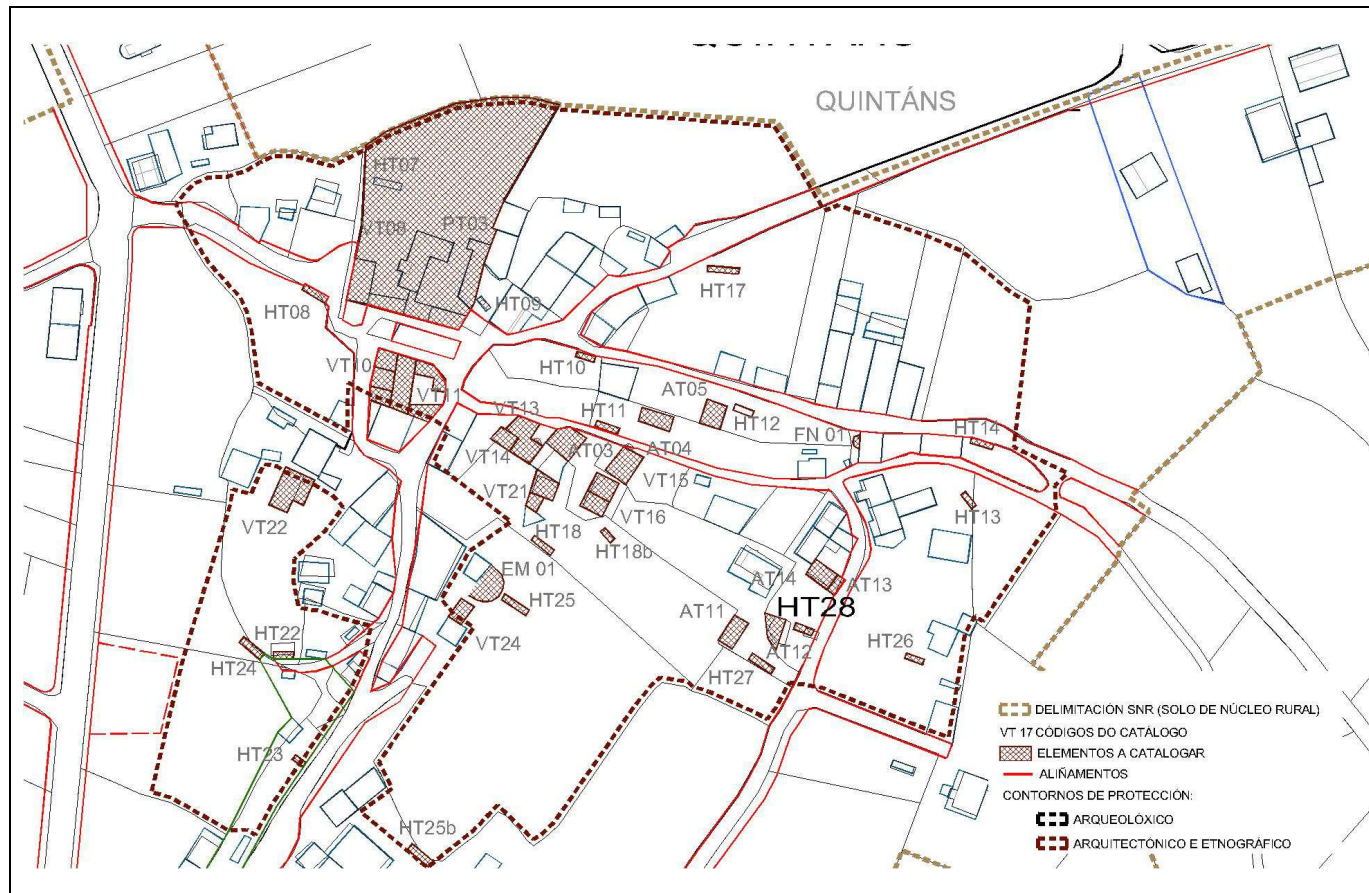 QUINTÁNS
QUINTÁNS
HT07
VT08
PT03
HT09
HT17
HT08
VT10
VT11
HT10
AT05
VT13
HT11
HT12
FN 01
HT14
VT14
AT03
AT04
VT15
VT21
VT16
HT13
VT22
HT18
HT18b
EM 01
HT25
AT14
AT13
HT28
AT11
VT24
AT12
HT26
HT22
HT24
HT27
HT23
HT25b
DELIMITACIÓN SNR (SOLO DE NÚCLEO RURAL)
VT 17 CÓDIGOS DO CATÁLOGO
ELEMENTOS A CATALOGAR
ALIÑAMENTOS
CONTORNOS DE PROTECCIÓN:
ARQUEOLÓXICO
ARQUITECTÓNICO E ETNOGRÁFICO